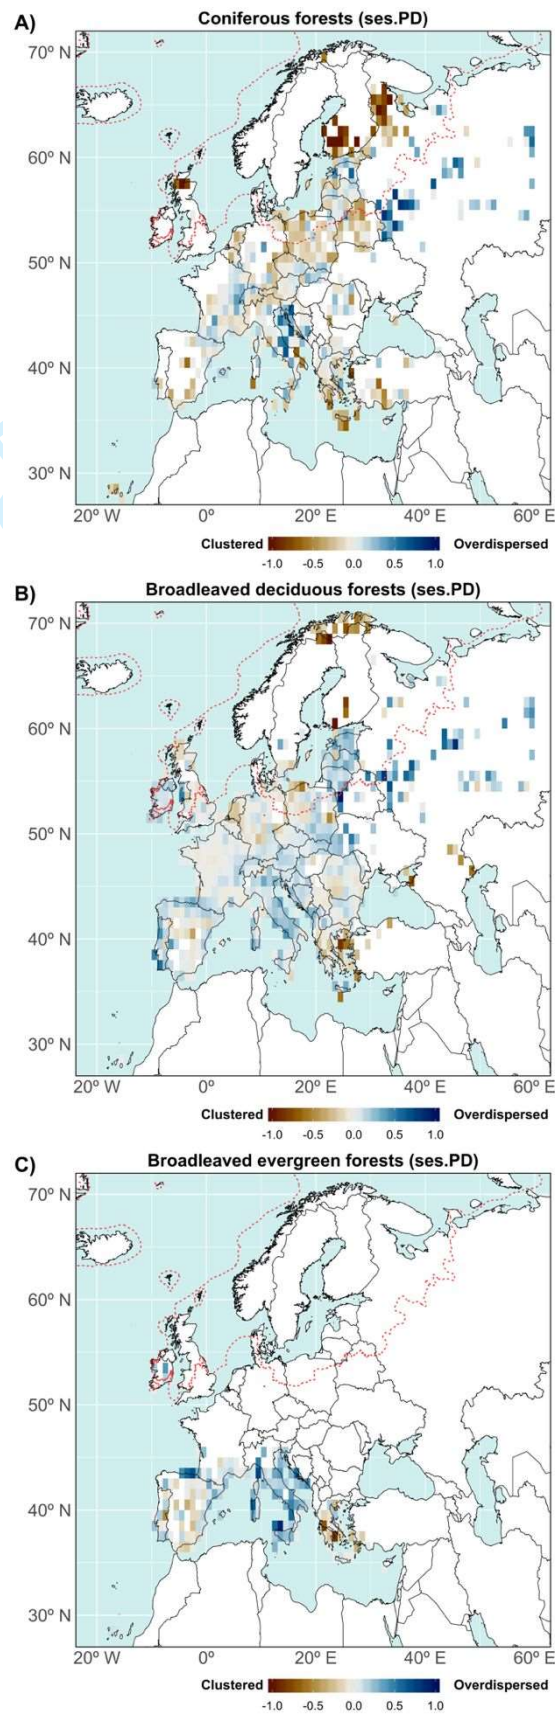 A)
Coniferous forests (ses.PD)
70° N
60° N
50° N
40° N
30° N
20° W 0° 20° E 40° E 60° E
Clustered Overdispersed
-1.0 -0.5 0.0 0.5 1.0
B)
Broadleaved deciduous forests (ses.PD)
70° N
60° N
50° N
40° N
30° N
20° W 0° 20° E 40° E 60° E
Clustered Overdispersed
-1.0 -0.5 0.0 0.5 1.0
C)
Broadleaved evergreen forests (ses.PD)
70° N
60° N
50° N
40° N
30° N
20° W 0° 20° E 40° E 60° E
Clustered Overdispersed
-1.0 -0.5 0.0 0.5 1.0